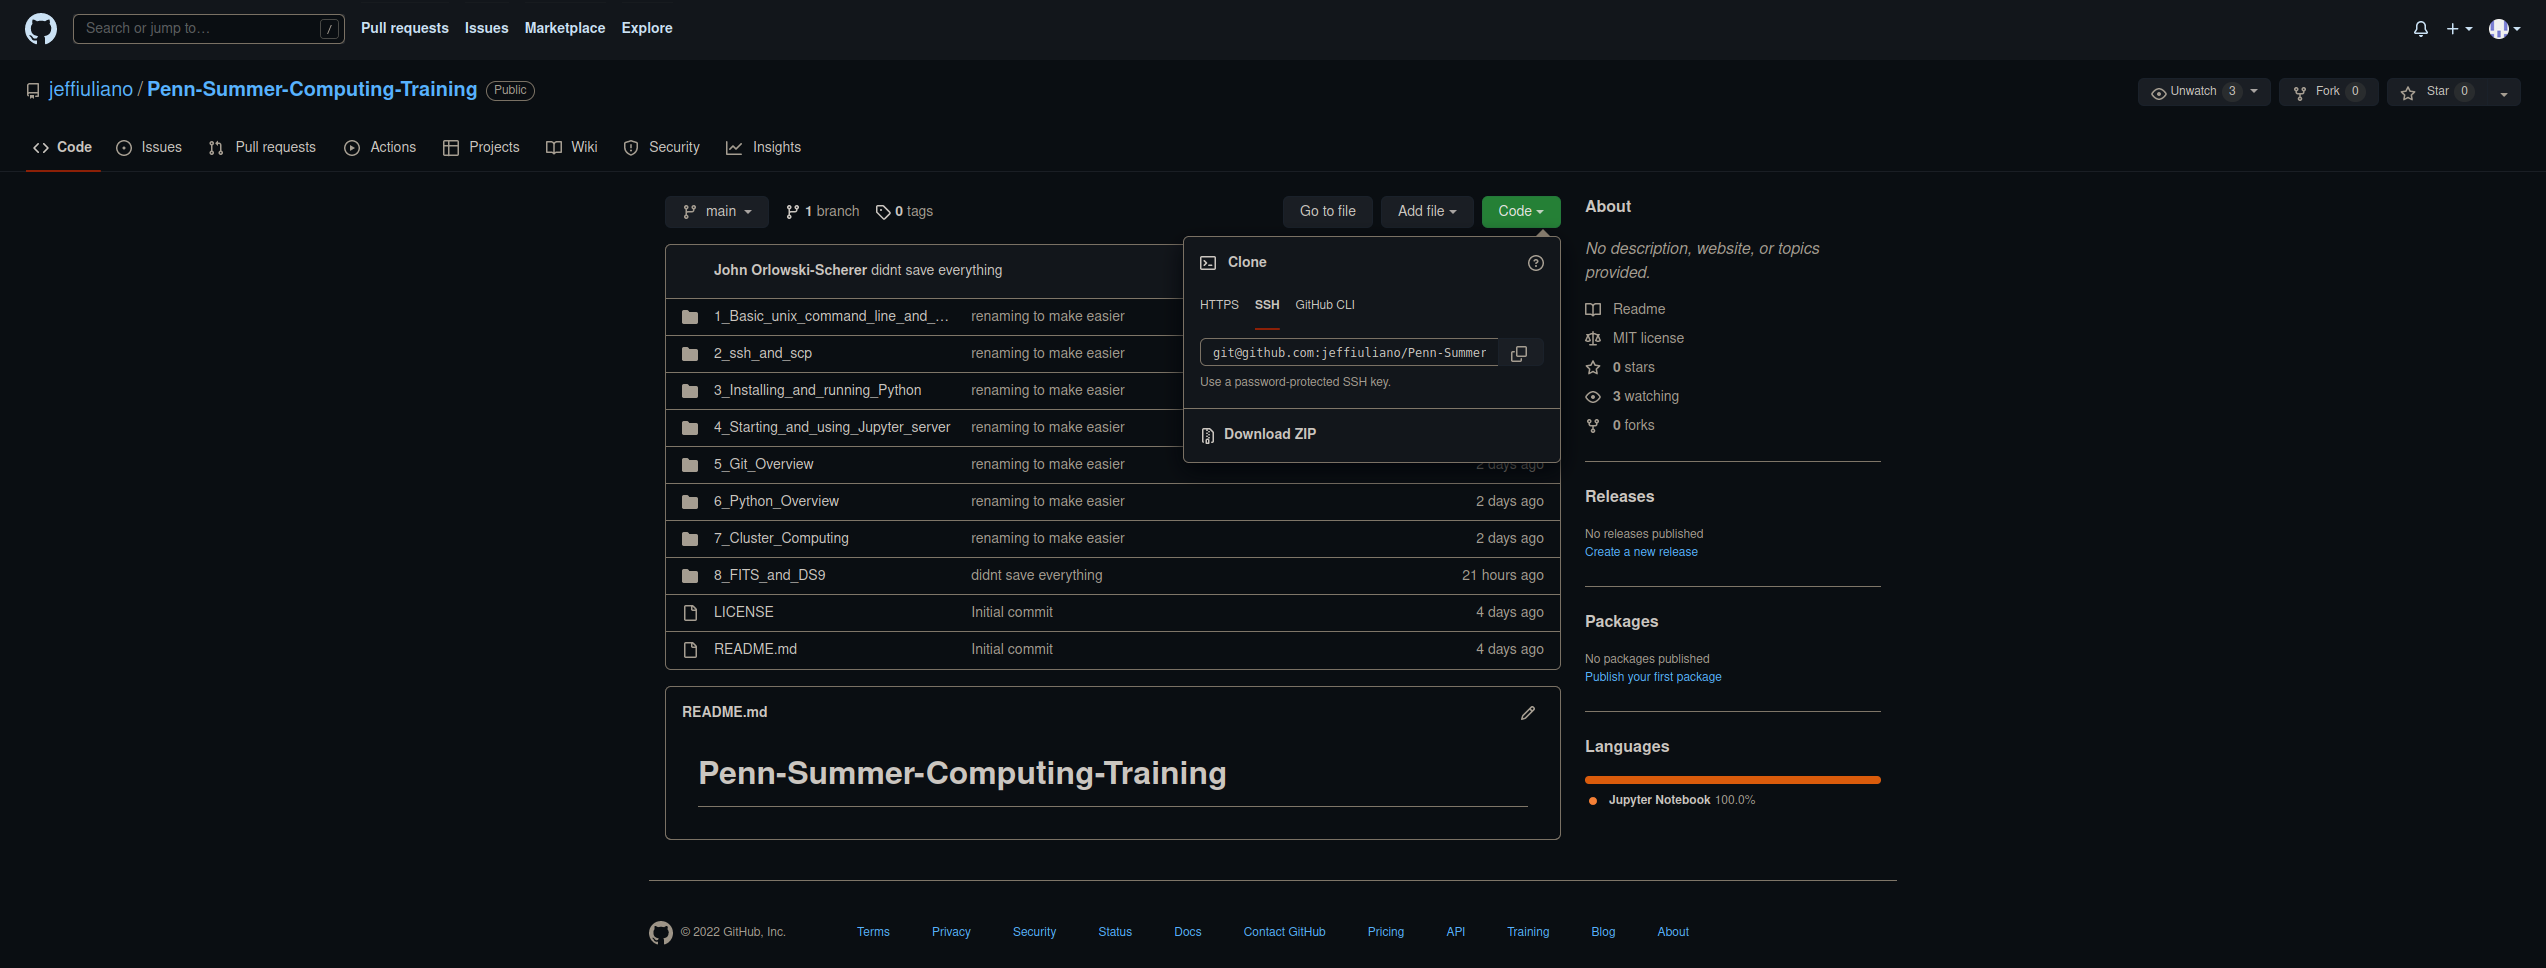 Search or jump to… /
Pull requests Issues Marketplace Explore
jeffiuliano / Penn-Summer-Computing-Training Public
Unwatch 3 Fork 0 Star 0
Code Issues Pull requests Actions Projects Wiki Security Insights
main 1 branch 0 tags
Go to file Add file Code
John Orlowski-Scherer didnt save everything
1_Basic_unix_command_line_and_… renaming to make easier
2_ssh_and_scp renaming to make easier
3_Installing_and_running_Python renaming to make easier
4_Starting_and_using_Jupyter_server renaming to make easier
5_Git_Overview renaming to make easier 2 days ago
6_Python_Overview renaming to make easier 2 days ago
7_Cluster_Computing renaming to make easier 2 days ago
8_FITS_and_DS9 didnt save everything 21 hours ago
LICENSE Initial commit 4 days ago
README.md Initial commit 4 days ago
Clone
HTTPS SSH GitHub CLI
git@github.com:jeffiuliano/Penn-Summer
Use a password-protected SSH key.
Download ZIP
README.md
Penn-Summer-Computing-Training
About
No description, website, or topics
provided.
Readme
MIT license
0 stars
3 watching
0 forks
Releases
No releases published
Create a new release
Packages
No packages published
Publish your first package
Languages
Jupyter Notebook 100.0%
© 2022 GitHub, Inc. Terms Privacy Security Status Docs Contact GitHub Pricing API Training Blog About